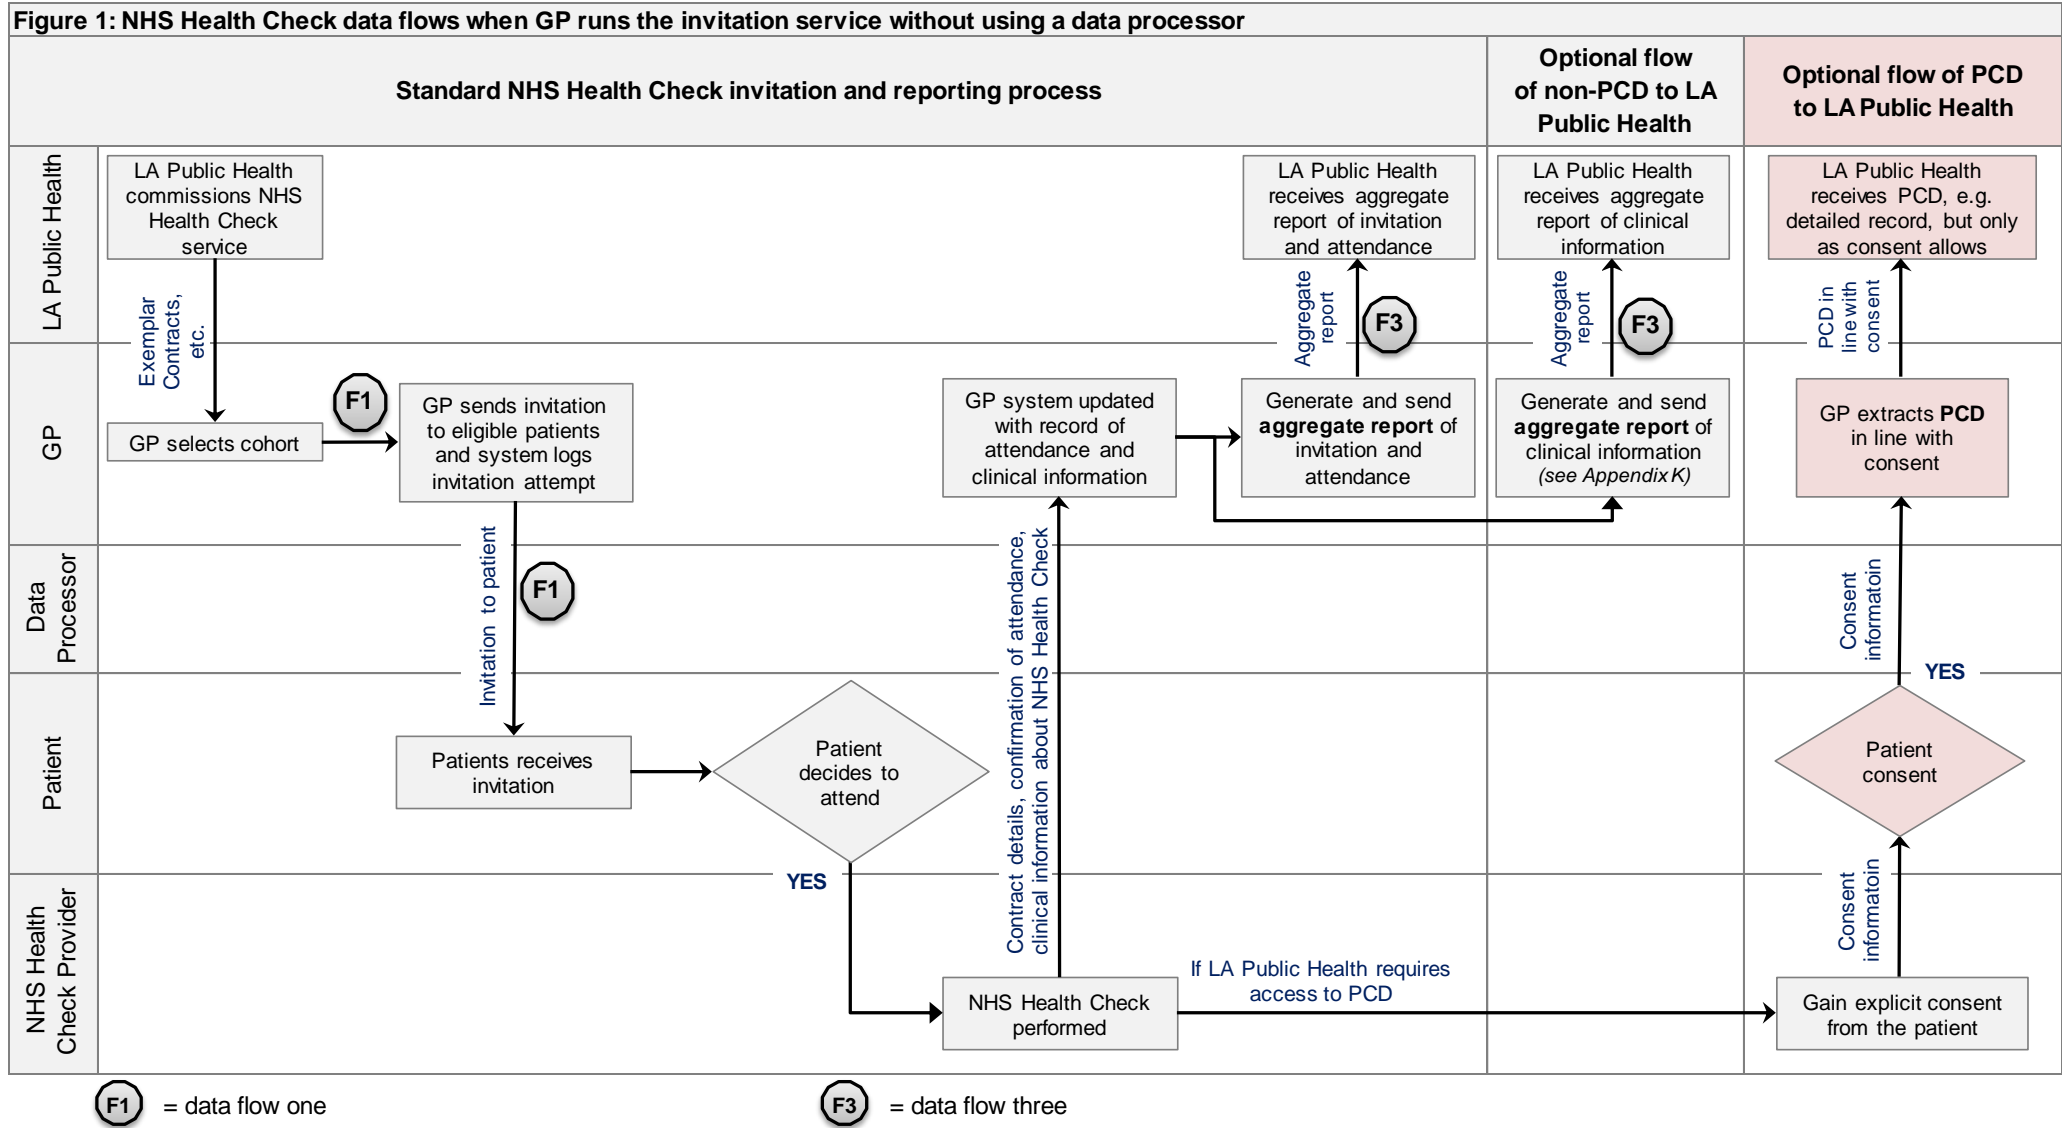 Figure 1: NHS Health Check data flows when GP runs the invitation service without using a data processor
Standard NHS Health Check invitation and reporting process
Optional flow
of non-PCD to LA
Public Health
Optional flow of PCD
to LA Public Health
LA Public Health
LA Public Health
commissions NHS
Health Check
service
LA Public Health
receives aggregate
report of invitation
and attendance
LA Public Health
receives aggregate
report of clinical
information
LA Public Health
receives PCD, e.g.
detailed record, but only
as consent allows
Exemplar
Contracts,
etc.
Aggregate
report
F3
Aggregate
report
F3
PCD in
line with
consent
GP
GP selects cohort
F1
GP sends invitation
to eligible patients
and system logs
invitation attempt
GP system updated
with record of
attendance and
clinical information
Generate and send
aggregate report of
invitation and
attendance
Generate and send
aggregate report of
clinical information
(see Appendix K)
GP extracts PCD
in line with
consent
Data
Processor
Invitation to patient
F1
Contract details, confirmation of attendance,
clinical information about NHS Health Check
Consent
informatoin
YES
Patient
Patients receives
invitation
Patient
decides to
attend
Patient
consent
YES
Consent
informatoin
NHS Health
Check Provider
NHS Health Check
performed
If LA Public Health requires
access to PCD
Gain explicit consent
from the patient
F1 = data flow one
F3 = data flow three